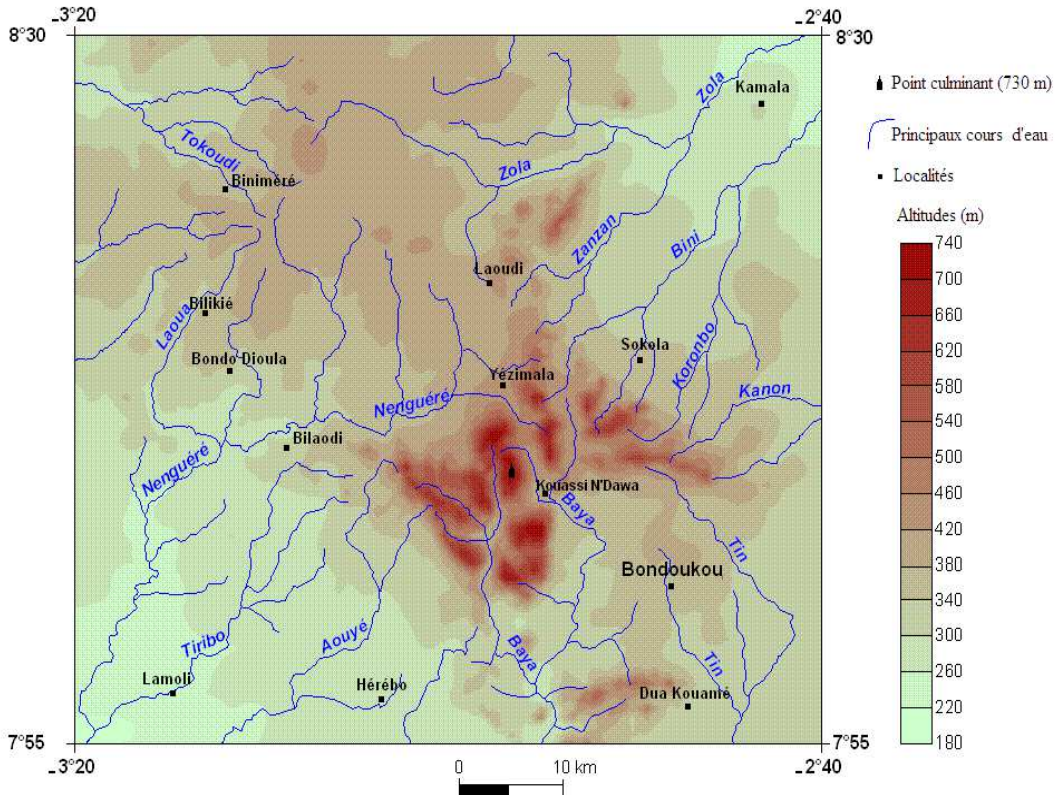 -3°20
-2°40
8°30
8°30
Kamala
Zola
Point culminant (730 m)
Principaux cours d'eau
Localités
Altitudes (m)
Tokoudi
Biniméré
Zola
Zanzan
Bini
Laoudi
Laoua
Bilikié
Bondo Dioula
Sokola
Koronbo
Yézimala
Kanon
Nenguéré
Bilaodi
Nenguéré
Kouassi N'Dawa
Baya
Tin
Bondoukou
Tiribo
Aouyé
Baya
Tin
Lamoli
Hérébo
Dua Kouamé
740
700
660
620
580
540
500
460
420
380
340
300
260
220
180
7°55
7°55
-3°20
-2°40
0
10 km